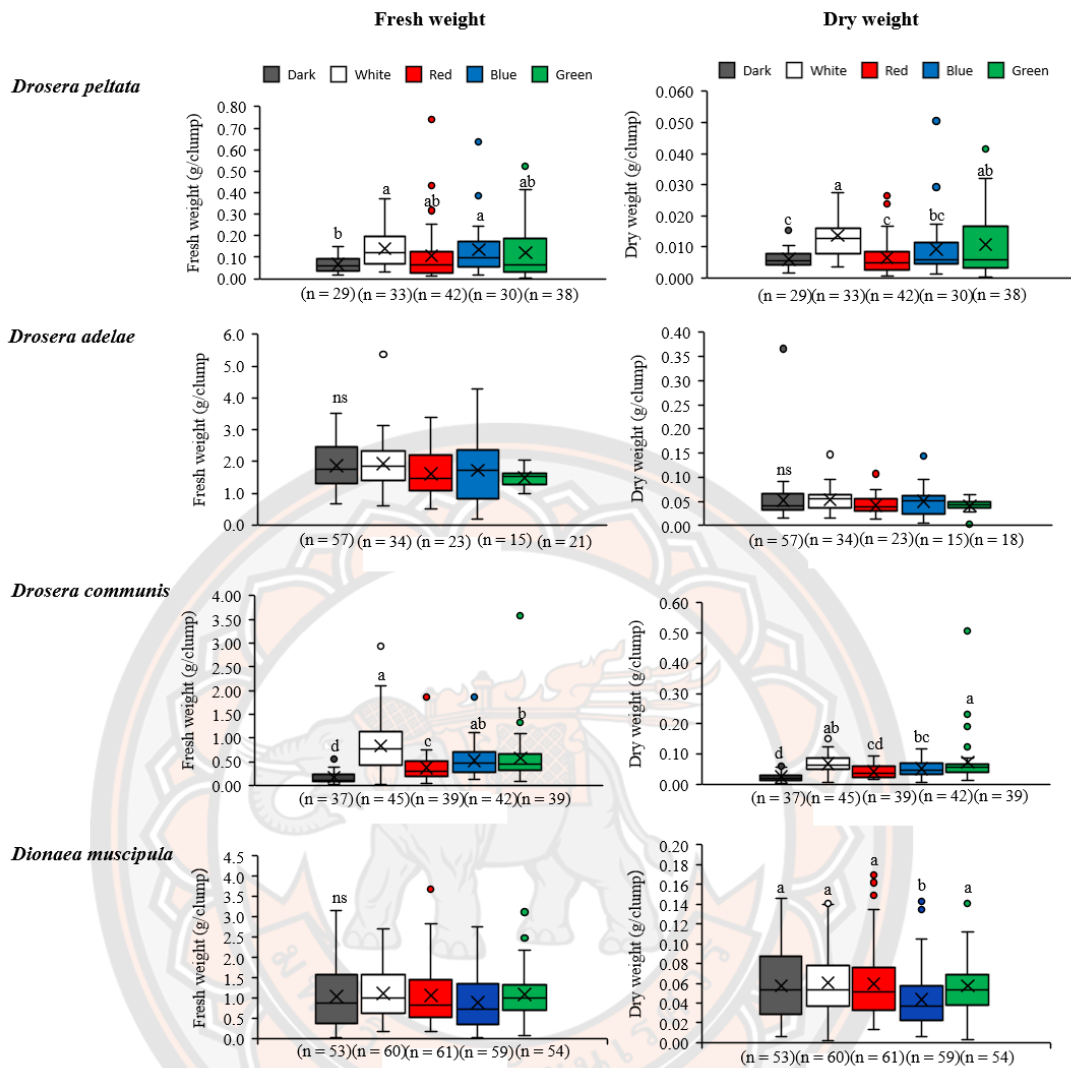 Fresh weight
Dry weight
Dark White Red Blue Green
Dark White Red Blue Green
Drosera peltata
Fresh weight (g/clump)
0.80
0.70
0.60
0.50
0.40
0.30
0.20
0.10
0.00
b a ab a ab
(n = 29) (n = 33) (n = 42) (n = 30) (n = 38)
Dry weight (g/clump)
0.060
0.050
0.040
0.030
0.020
0.010
0.000
c a c bc ab
(n = 29) (n = 33) (n = 42) (n = 30) (n = 38)
Drosera adelae
Fresh weight (g/clump
6.0
5.0
4.0
3.0
2.0
1.0
0.0
ns
(n = 57) (n = 34) (n = 23) (n = 15) (n = 21)
Dry weight (g/clump)
0.40
0.35
0.30
0.25
0.20
0.15
0.10
0.05
0.00
ns
(n = 57) (n = 34) (n = 23) (n = 15) (n = 18)
Drosera communis
Fresh weight (g/clump)
4.00
3.50
3.00
2.50
2.00
1.50
1.00
0.50
0.00
d a c ab b
(n = 37) (n = 45) (n = 39) (n = 42) (n = 39)
Dry weight (g/clump)
0.60
0.50
0.40
0.30
0.20
0.10
0.00
d ab cd bc a
(n = 37) (n = 45) (n = 39) (n = 42) (n = 39)
Dionaea muscipula
Fresh weight (g/clump)
4.5
4.0
3.5
3.0
2.5
2.0
1.5
1.0
0.5
0.0
ns
(n = 53) (n = 60) (n = 61) (n = 59) (n = 54)
Dry weight (g/clump)
0.20
0.18
0.16
0.14
0.12
0.10
0.08
0.06
0.04
0.02
0.00
a a a b a
(n = 53) (n = 60) (n = 61) (n = 59) (n = 54)